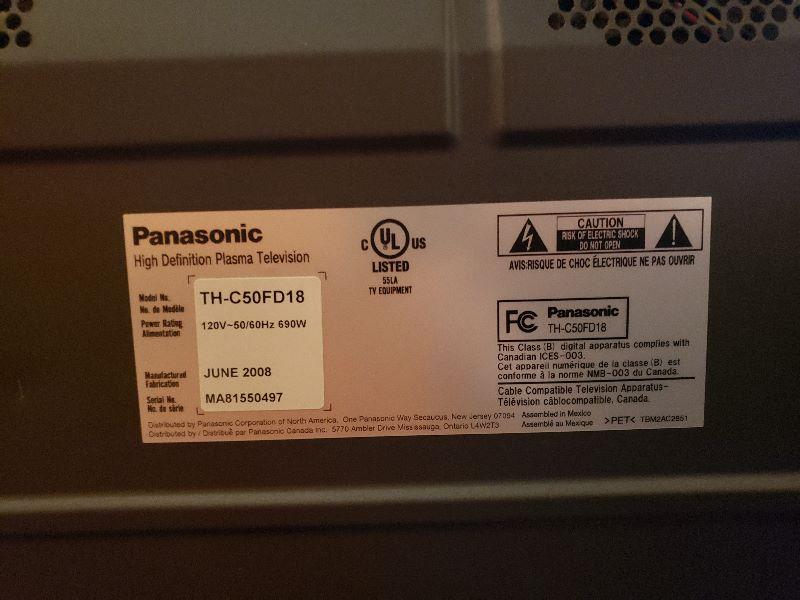 Panasonic
High Definition Plasma Television
Model No.
No. de Modèle
TH-C50FD18
Power Rating
Alimentation
120V~50/60Hz 690W
Manufactured
Fabrication
JUNE 2008
Serial No.
No. de série
MA81550497
C UL US
LISTED
55LA
TV EQUIPMENT
CAUTION
RISK OF ELECTRIC SHOCK
DO NOT OPEN
AVIS:RISQUE DE CHOC ÉLECTRIQUE NE PAS OUVRIR
FC Panasonic
TH-C50FD18
This Class (B) digital apparatus complies with
Canadian ICES-003.
Cet appareil numérique de la classe (B) est
conforme à la norme NMB-003 du Canada.
Cable Compatible Television Apparatus-
Télévision câblocompatible, Canada.
Distributed by Panasonic Corporation of North America, One Panasonic Way Secaucus, New Jersey 07094
Distributed by / Distribué par Panasonic Canada Inc. 5770 Ambler Drive Mississauga, Ontario L4W2T3
Assembled in Mexico
Assemblé au Mexique
>PET< TBM2AC2851